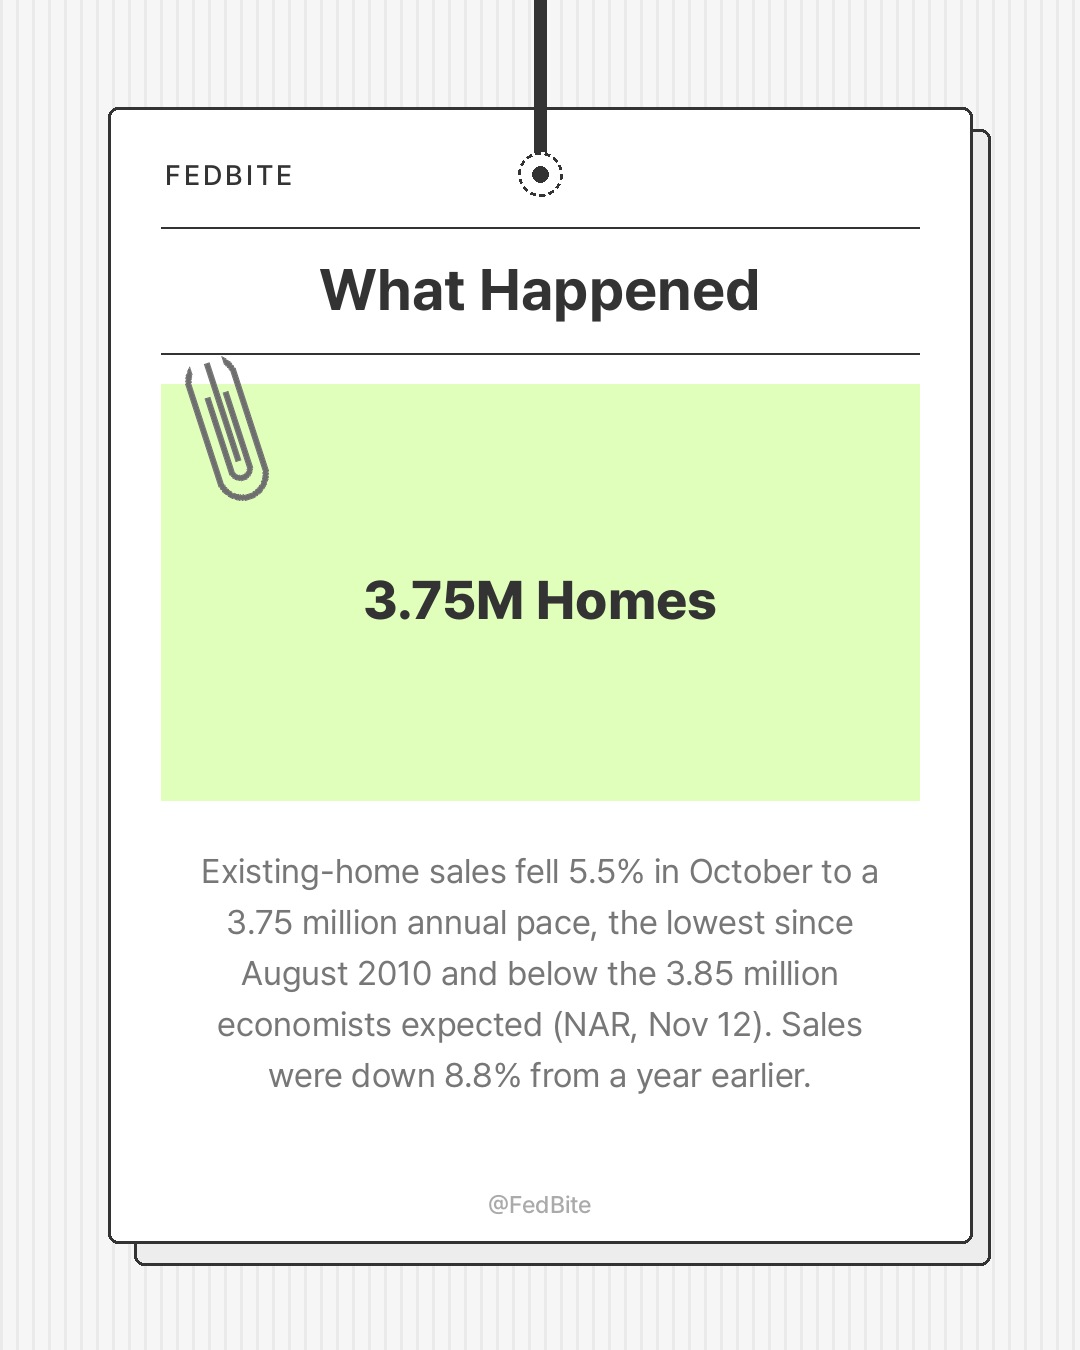 FEDBITE
What Happened
3.75M Homes
Existing-home sales fell 5.5% in October to a
3.75 million annual pace, the lowest since
August 2010 and below the 3.85 million
economists expected (NAR, Nov 12). Sales
were down 8.8% from a year earlier.
@FedBite